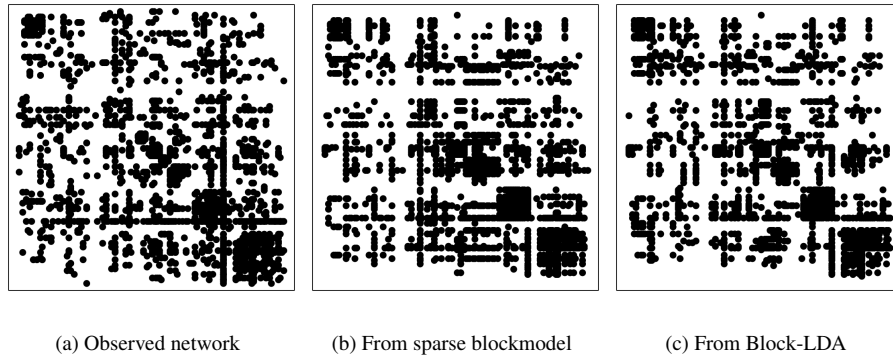 (a) Observed network
(b) From sparse blockmodel
(c) From Block-LDA